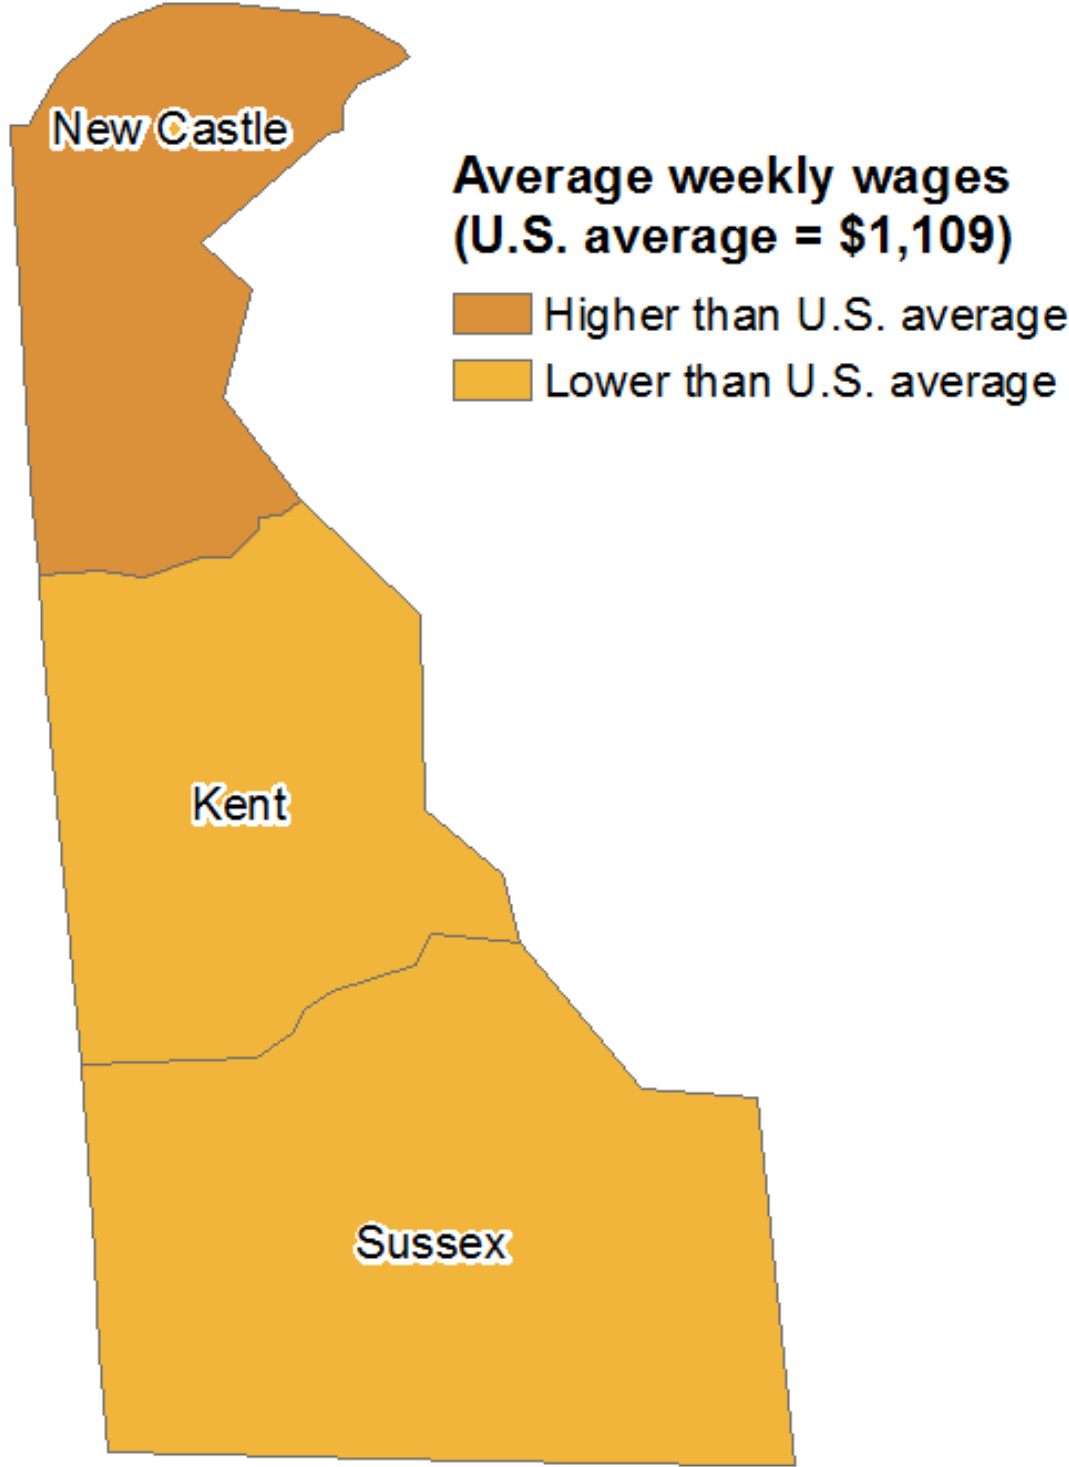 New Castle
Average weekly wages
(U.S. average = $1,109)
Higher than U.S. average
Lower than U.S. average
Kent
Sussex